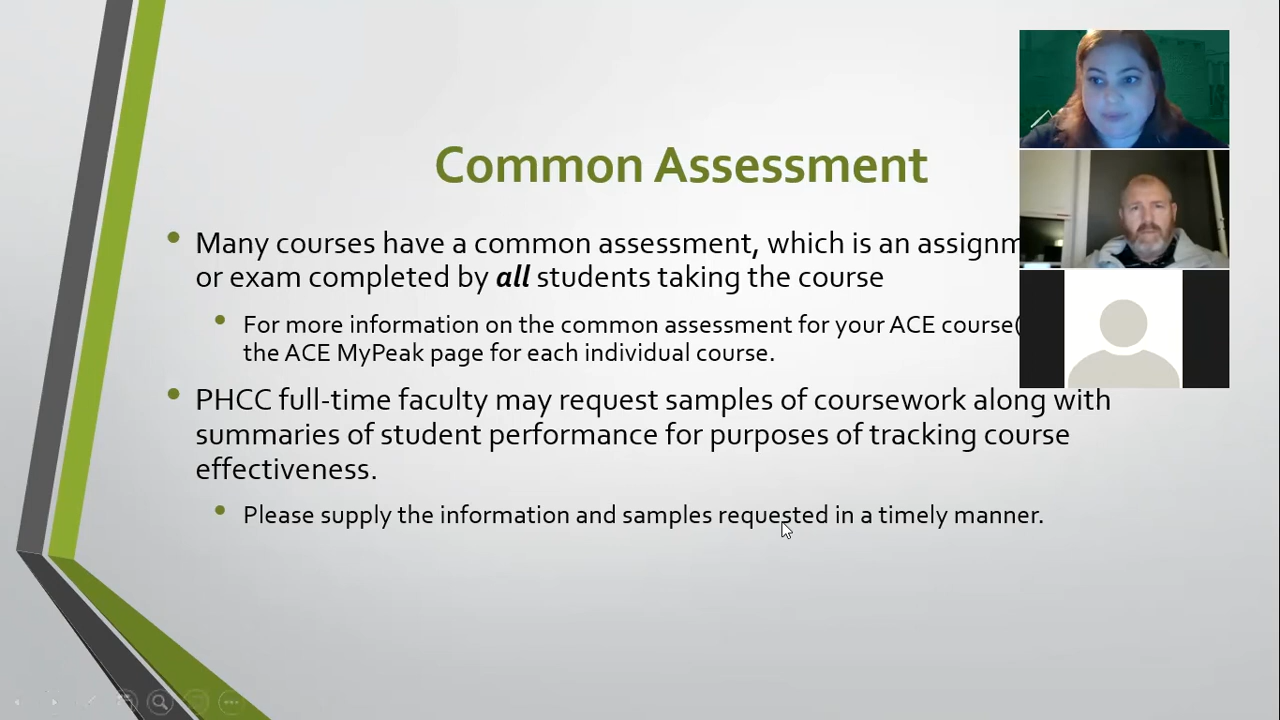 Common Assessment
Many courses have a common assessment, which is an
or exam completed by all students taking the course
For more information on the common assessment for your ACE
the ACE MyPeak page for each individual course.
PHCC full-time faculty may request samples of coursework along with
summaries of student performance for purposes of tracking course
effectiveness.
Please supply the information and samples requested in a timely manner.